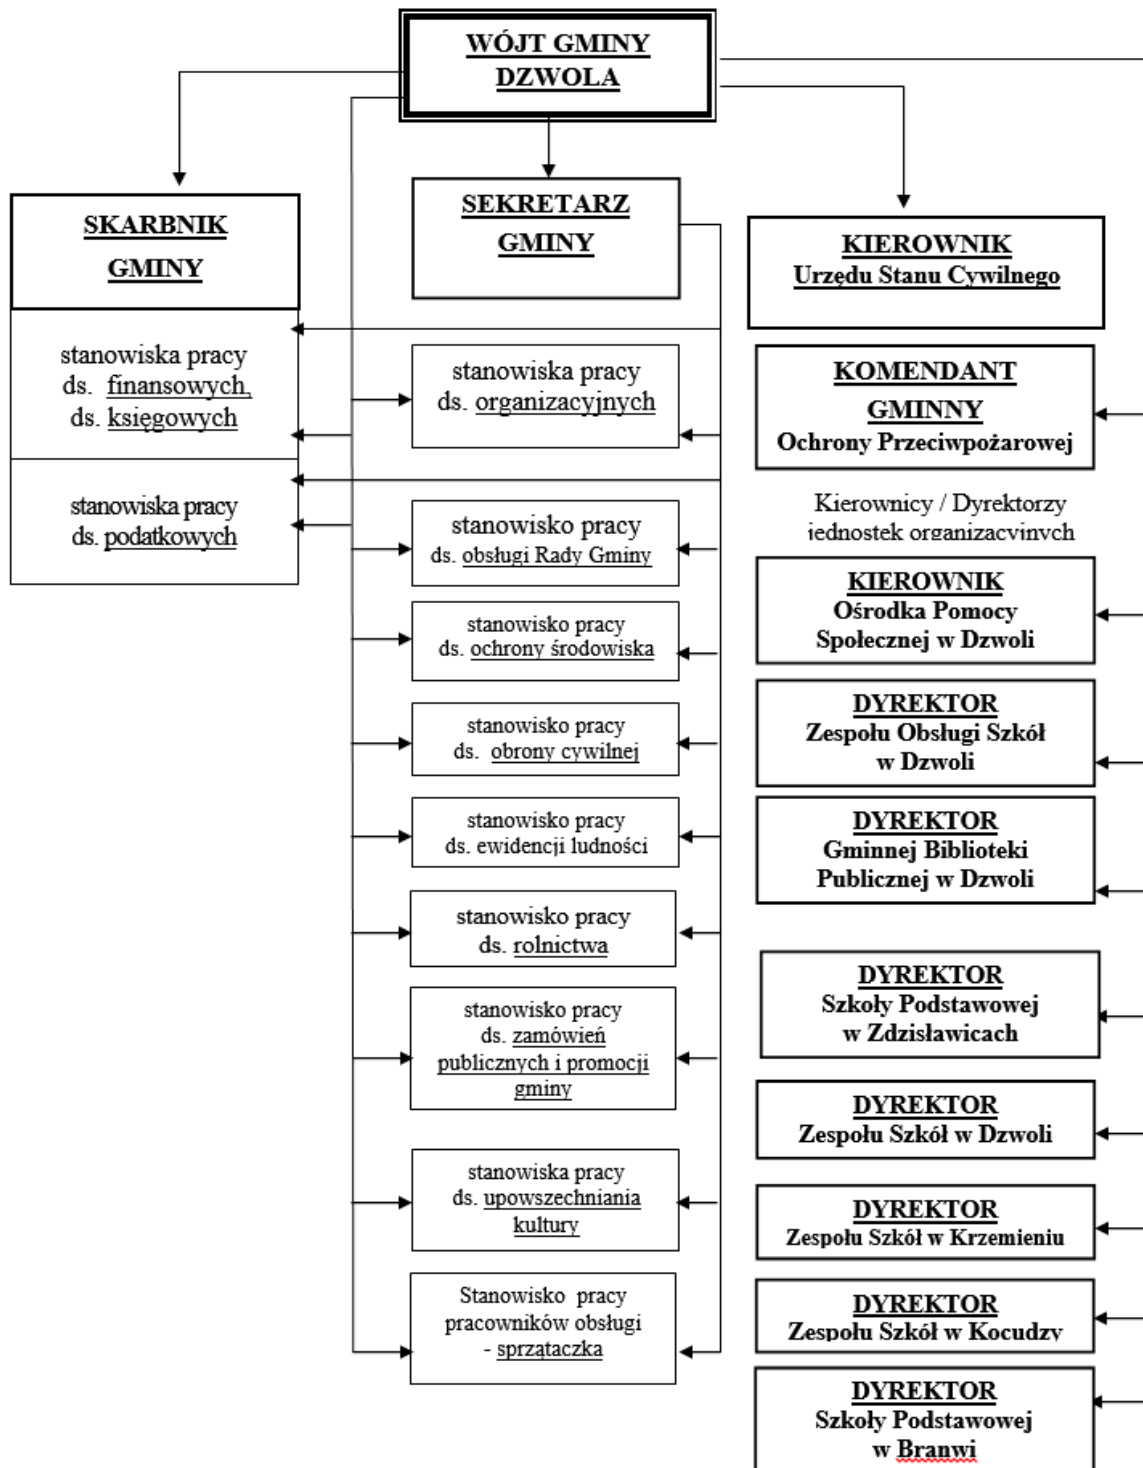 WÓJT GMINY
DZWOLA
SKARBNIK
GMINY
stanowiska pracy
ds. finansowych,
ds. księgowych
stanowiska pracy
ds. podatkowych
SEKRETARZ
GMINY
stanowiska pracy
ds. organizacyjnych
stanowisko pracy
ds. obsługi Rady Gminy
stanowisko pracy
ds. ochrony środowiska
stanowisko pracy
ds. obrony cywilnej
stanowisko pracy
ds. ewidencji ludności
stanowisko pracy
ds. rolnictwa
stanowisko pracy
ds. zamówień
publicznych i promocji
gminy
stanowiska pracy
ds. upowszechniania
kultury
Stanowisko pracy
pracowników obsługi
- sprzątaczka
KIEROWNIK
Urzędu Stanu Cywilnego
KOMENDANT
GMINNY
Ochrony Przeciwpożarowej
Kierownicy / Dyrektorzy
jednostek organizacyjnych
KIEROWNIK
Ośrodka Pomocy
Społecznej w Dzwoli
DYREKTOR
Zespołu Obsługi Szkół
w Dzwoli
DYREKTOR
Gminnej Biblioteki
Publicznej w Dzwoli
DYREKTOR
Szkoły Podstawowej
w Zdzisławicach
DYREKTOR
Zespołu Szkół w Dzwoli
DYREKTOR
Zespołu Szkół w Krzemieniu
DYREKTOR
Zespołu Szkół w Kocudzy
DYREKTOR
Szkoły Podstawowej
w Branwi